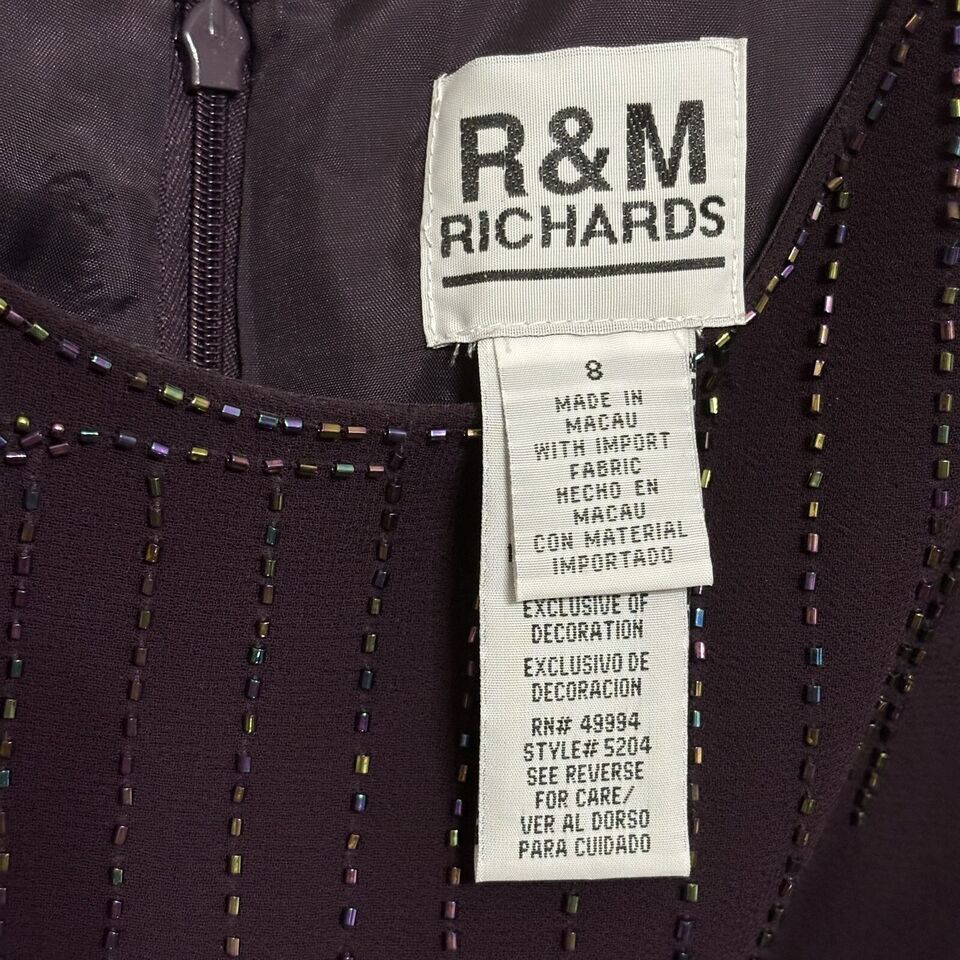 R&M
RICHARDS
8
MADE IN
MACAU
WITH IMPORT
FABRIC
HECHO EN
MACAU
CON MATERIAL
IMPORTADO
EXCLUSIVE OF
DECORATION
EXCLUSIVO DE
DECORACION
RN# 49994
STYLE# 5204
SEE REVERSE
FOR CARE/
VER AL DORSO
PARA CUIDADO